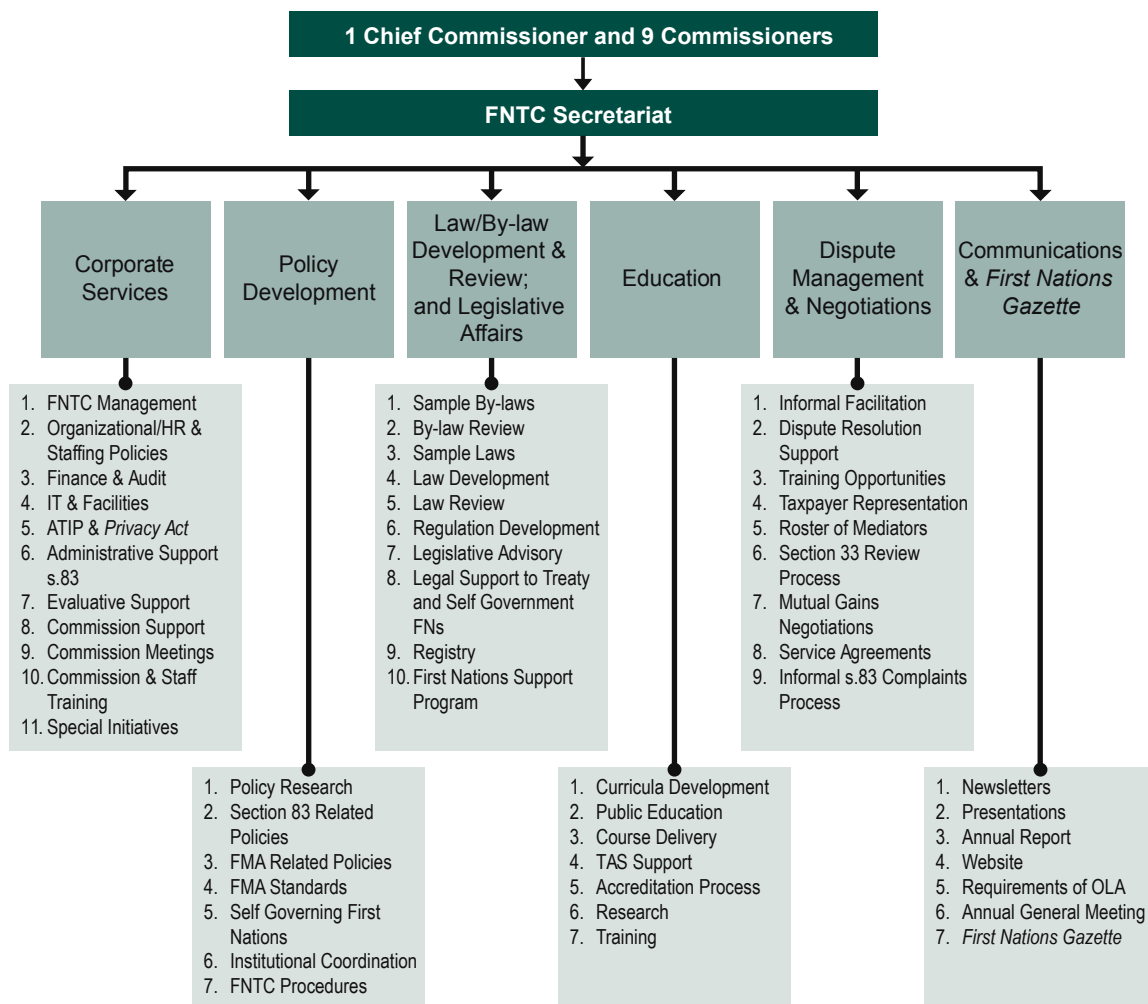 1 Chief Commissioner and 9 Commissioners
FNTC Secretariat
Corporate
Services
Policy
Development
Law/By-law
Development &
Review;
and Legislative
Affairs
Education
Dispute
Management
& Negotiations
Communications
& First Nations
Gazette
1. FNTC Management
2. Organizational/HR &
Staffing Policies
3. Finance & Audit
4. IT & Facilities
5. ATIP & Privacy Act
6. Administrative Support
s.83
7. Evaluative Support
8. Commission Support
9. Commission Meetings
10. Commission & Staff
Training
11. Special Initiatives
1. Sample By-laws
2. By-law Review
3. Sample Laws
4. Law Development
5. Law Review
6. Regulation Development
7. Legislative Advisory
8. Legal Support to Treaty
and Self Government
FNs
9. Registry
10. First Nations Support
Program
1. Informal Facilitation
2. Dispute Resolution
Support
3. Training Opportunities
4. Taxpayer Representation
5. Roster of Mediators
6. Section 33 Review
Process
7. Mutual Gains
Negotiations
8. Service Agreements
9. Informal s.83 Complaints
Process
1. Policy Research
2. Section 83 Related
Policies
3. FMA Related Policies
4. FMA Standards
5. Self Governing First
Nations
6. Institutional Coordination
7. FNTC Procedures
1. Curricula Development
2. Public Education
3. Course Delivery
4. TAS Support
5. Accreditation Process
6. Research
7. Training
1. Newsletters
2. Presentations
3. Annual Report
4. Website
5. Requirements of OLA
6. Annual General Meeting
7. First Nations Gazette